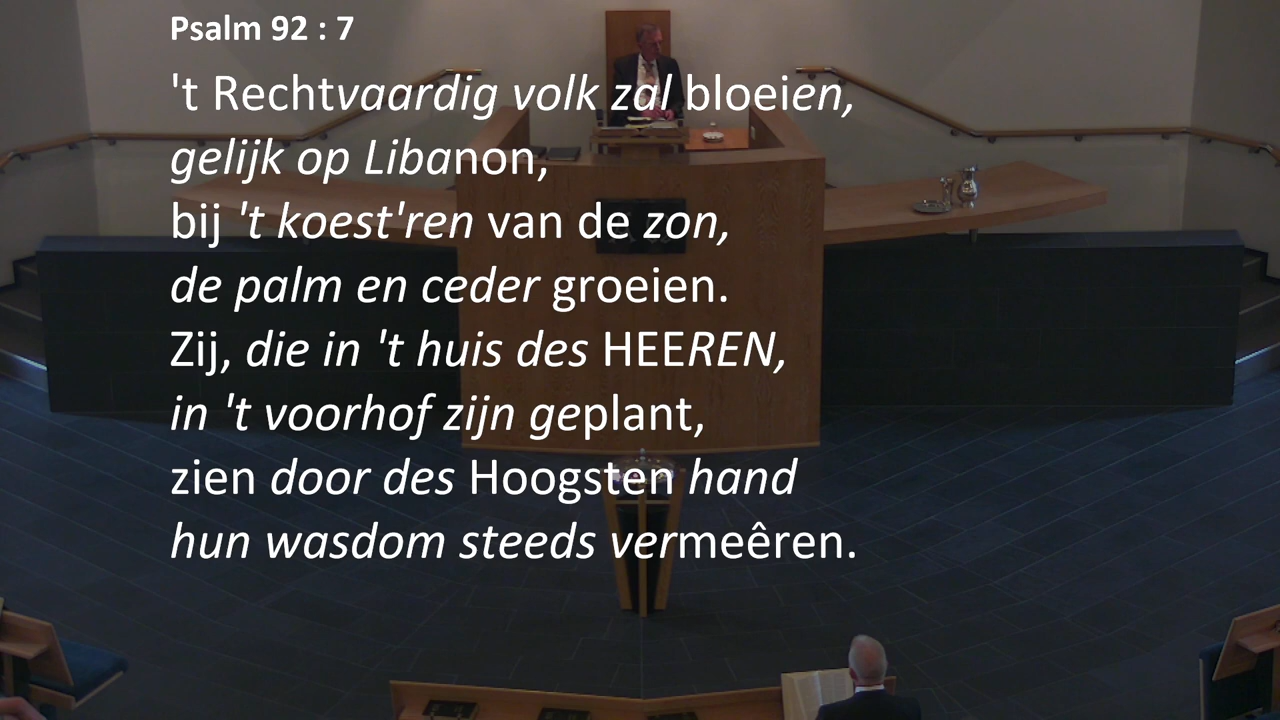 Psalm 92 : 7
't Rechtvaardig volk zal bloeien,
gelijk op Libanon,
bij 't koest'ren van de zon,
de palm en ceder groeien.
Zij, die in 't huis des HEEREN,
in 't voorhof zijn geplant,
zien door des Hoogsten hand
hun wasdom steeds vermeêren.